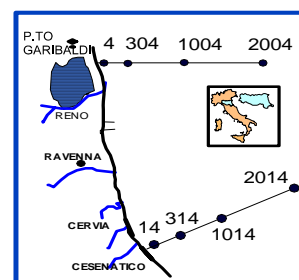 P.TO
GARIBALDI
4 304 1004 2004
RENO
RAVENNA
2014
CERVIA
14 314 1014
CESENATICO